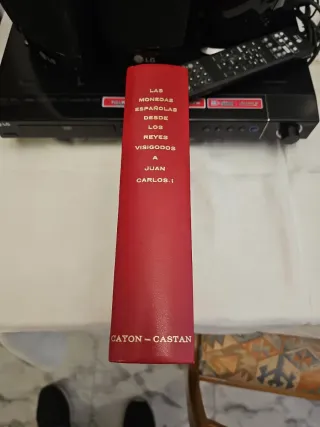 LG
LAS
MONEDAS
ESPAÑOLAS
DESDE
LOS
REYES
VISIGODOS
A
JUAN
CARLOS-I
CAYON - CASTAN